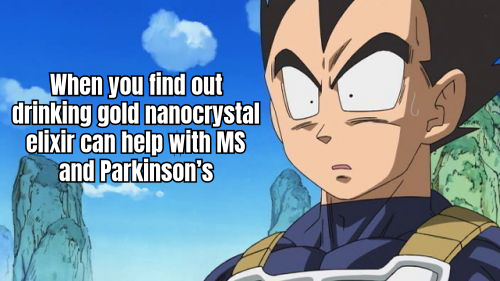 When you find out
drinking gold nanocrystal
elixir can help with MS
and Parkinson's